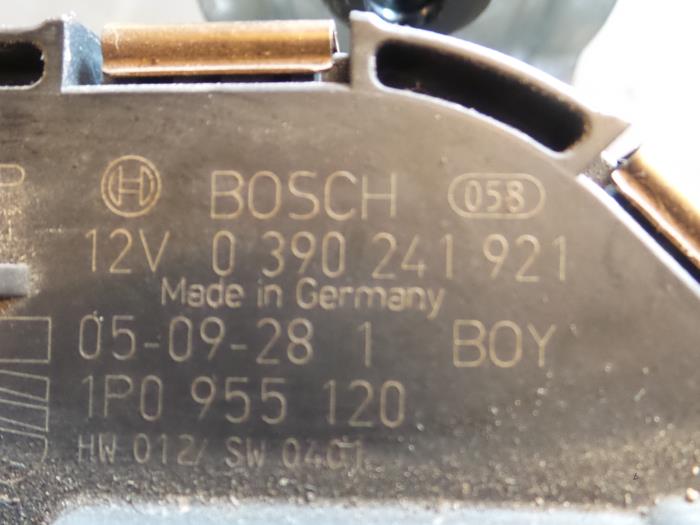 BOSCH 058
12V 0 390 241 921
Made in Germany
05-09-28 1 BOY
1P0 955 120
HW 012/ SW 0401